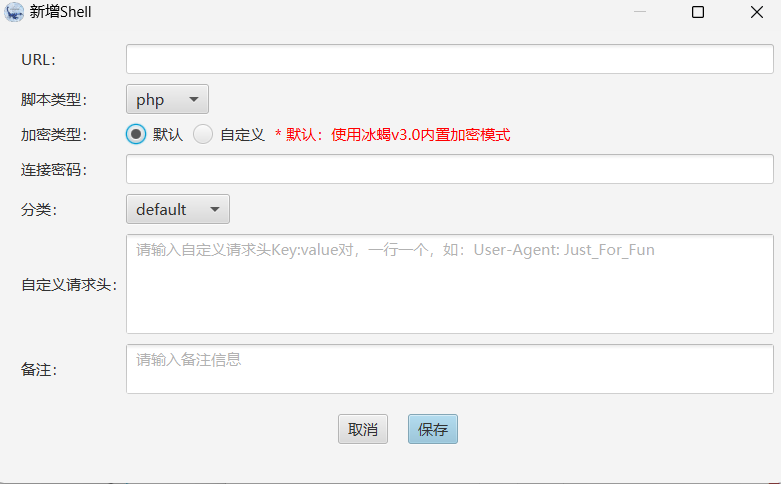 新增Shell
URL:
脚本类型: php
加密类型: 默认 自定义 * 默认：使用冰蝎v3.0内置加密模式
连接密码:
分类: default
自定义请求头: 请输入自定义请求头Key:value对，一行一个，如：User-Agent: Just_For_Fun
备注: 请输入备注信息
取消 保存